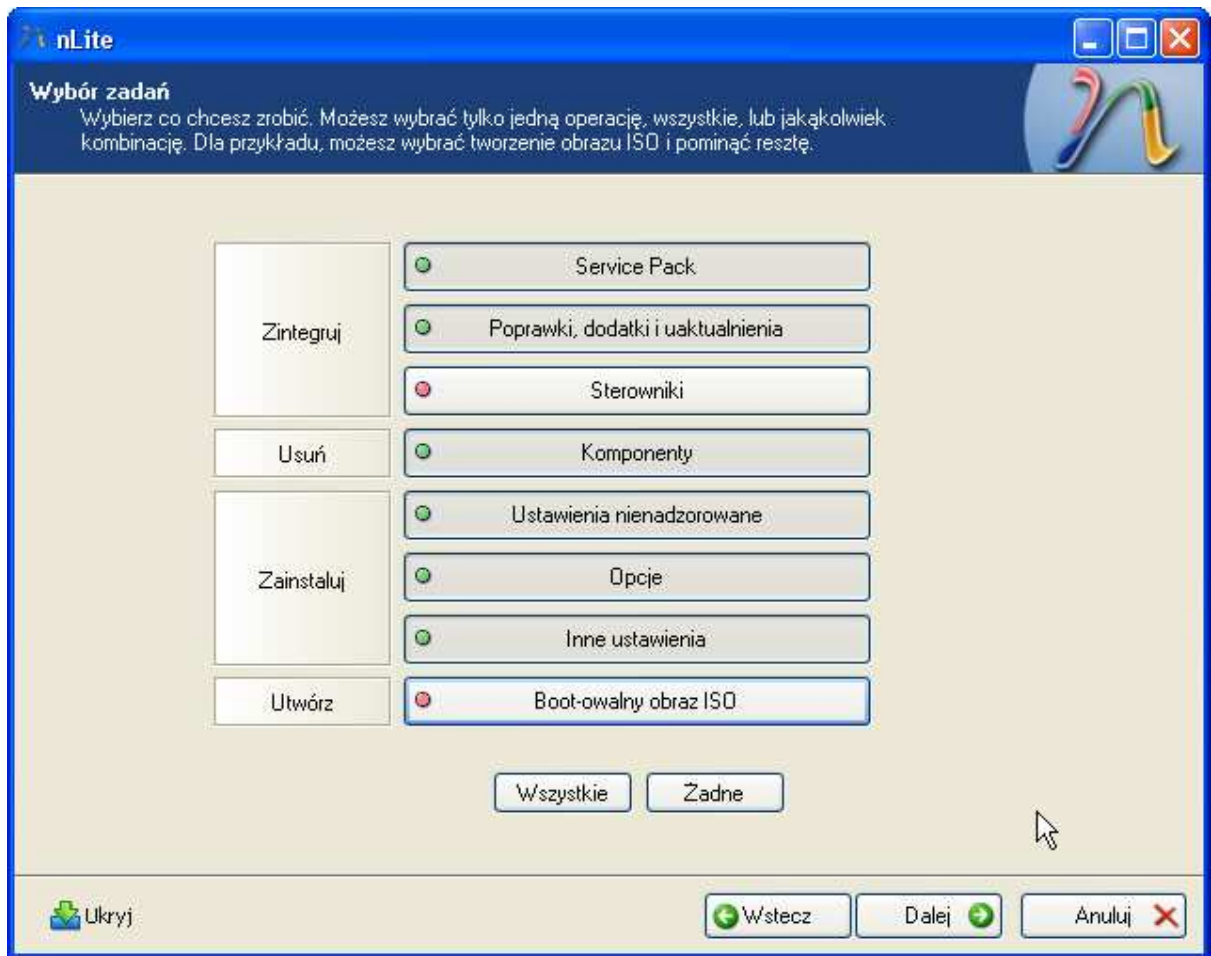 nLite
Wybór zadań
Wybierz co chcesz zrobić. Możesz wybrać tylko jedną operację, wszystkie, lub jakąkolwiek
kombinację. Dla przykładu, możesz wybrać tworzenie obrazu ISO i pominąć resztę.
Zintegruj
Service Pack
Poprawki, dodatki i uaktualnienia
Sterowniki
Usuń
Komponenty
Zainstaluj
Ustawienia nienadzorowane
Opcje
Inne ustawienia
Utwórz
Boot-owalny obraz ISO
Wszystkie
Żadne
Ukryj
Wstecz
Dalej
Anuluj